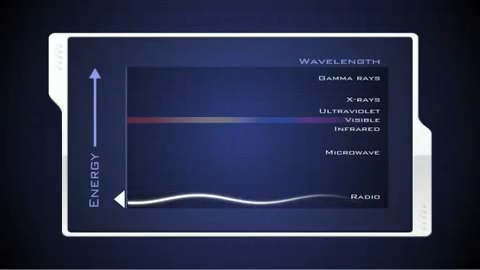 WAVELENGTH
GAMMA RAYS
X-RAYS
ULTRAVIOLET
VISIBLE
INFRARED
MICROWAVE
RADIO
ENERGY